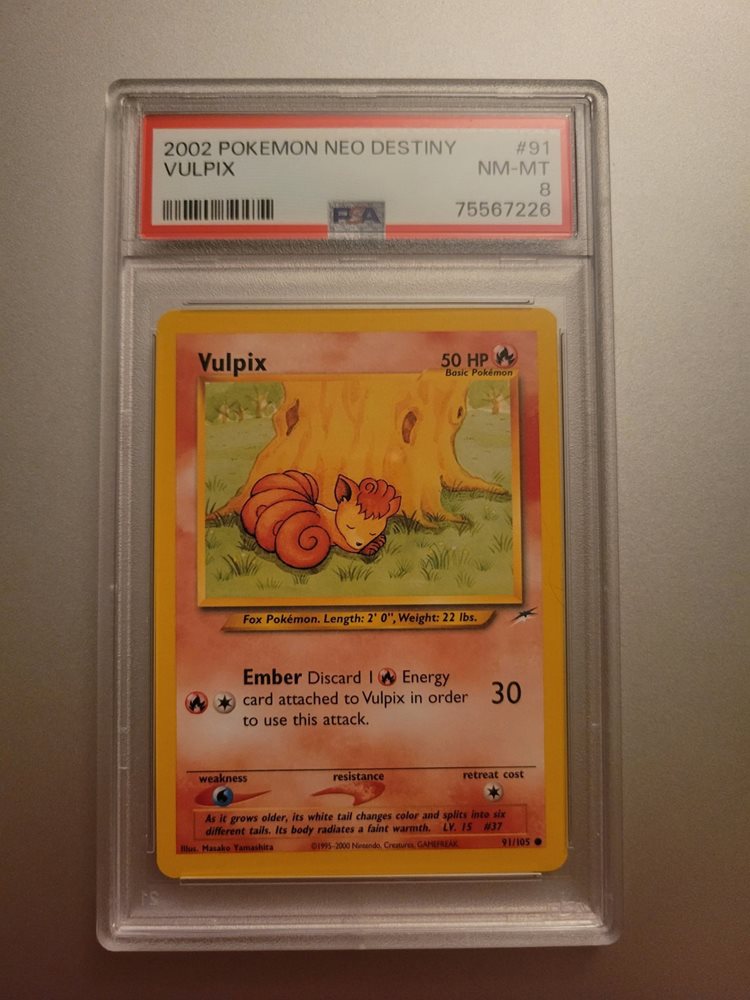 2002 POKEMON NEO DESTINY #91
VULPIX NM-MT
8
PSA 75567226
Vulpix 50 HP
Basic Pokémon
Fox Pokémon. Length: 2' 0", Weight: 22 lbs.
Ember Discard 1 Energy
card attached to Vulpix in order
to use this attack.
30
weakness resistance retreat cost
As it grows older, its white tail changes color and splits into six
different tails. Its body radiates a faint warmth. LV. 15 #37
Illus. Masako Yamashita ©1995-2000 Nintendo, Creatures, GAMEFREAK. 91/105